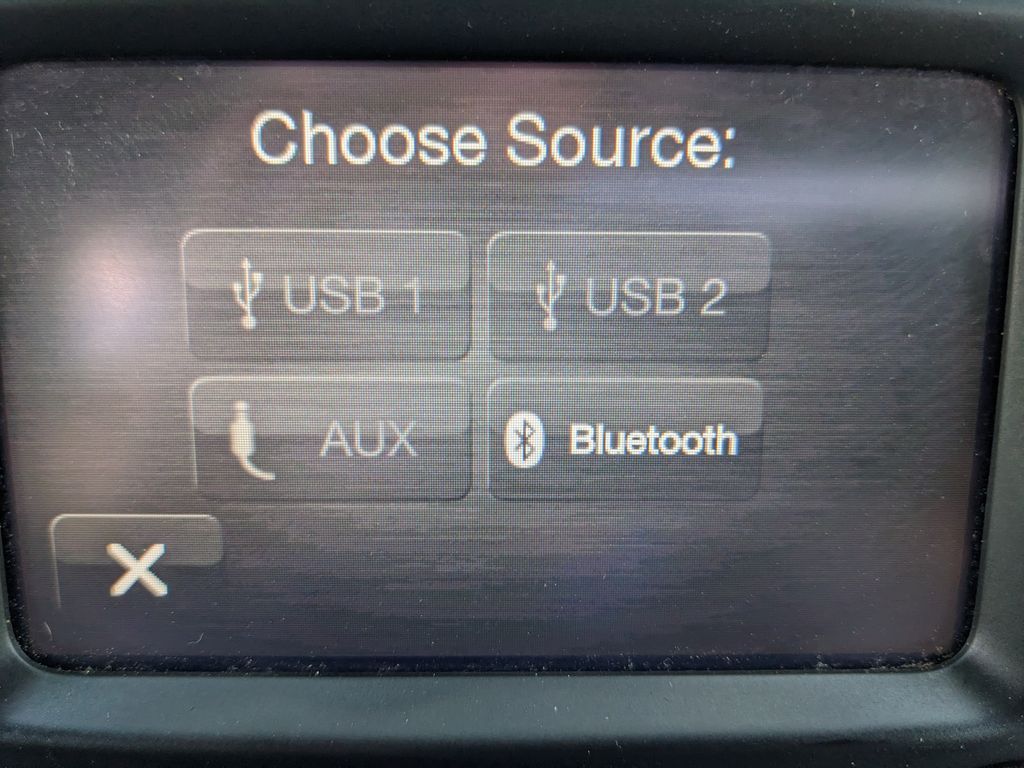 Choose Source:
USB 1
USB 2
AUX
Bluetooth